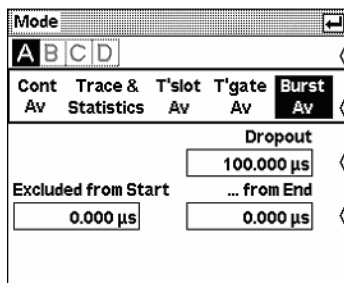 Mode
A B C D
Cont Trace & T'slot T'gate Burst
Av Statistics Av Av Av
Dropout
100.000 µs
Excluded from Start ... from End
0.000 µs 0.000 µs